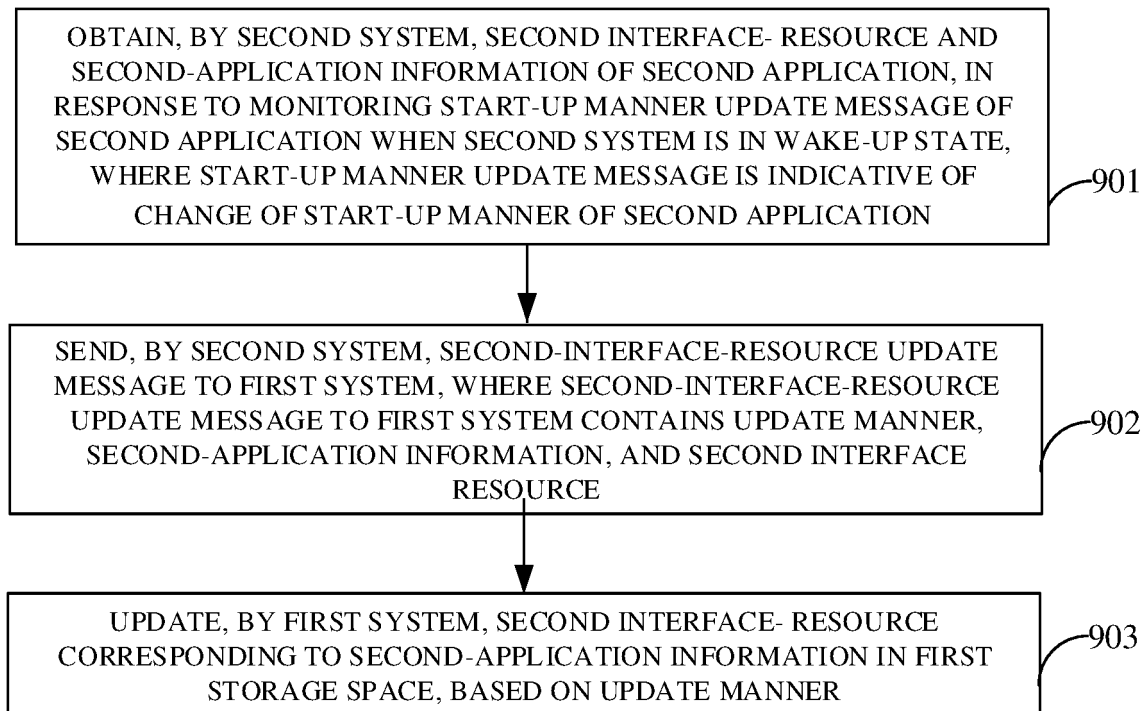 OBTAIN, BY SECOND SYSTEM, SECOND INTERFACE- RESOURCE AND
SECOND-APPLICATION INFORMATION OF SECOND APPLICATION, IN
RESPONSE TO MONITORING START-UP MANNER UPDATE MESSAGE OF
SECOND APPLICATION WHEN SECOND SYSTEM IS IN WAKE-UP STATE,
WHERE START-UP MANNER UPDATE MESSAGE IS INDICATIVE OF
CHANGE OF START-UP MANNER OF SECOND APPLICATION
901
SEND, BY SECOND SYSTEM, SECOND-INTERFACE-RESOURCE UPDATE
MESSAGE TO FIRST SYSTEM, WHERE SECOND-INTERFACE-RESOURCE
UPDATE MESSAGE TO FIRST SYSTEM CONTAINS UPDATE MANNER,
SECOND-APPLICATION INFORMATION, AND SECOND INTERFACE
RESOURCE
902
UPDATE, BY FIRST SYSTEM, SECOND INTERFACE- RESOURCE
CORRESPONDING TO SECOND-APPLICATION INFORMATION IN FIRST
STORAGE SPACE, BASED ON UPDATE MANNER
903